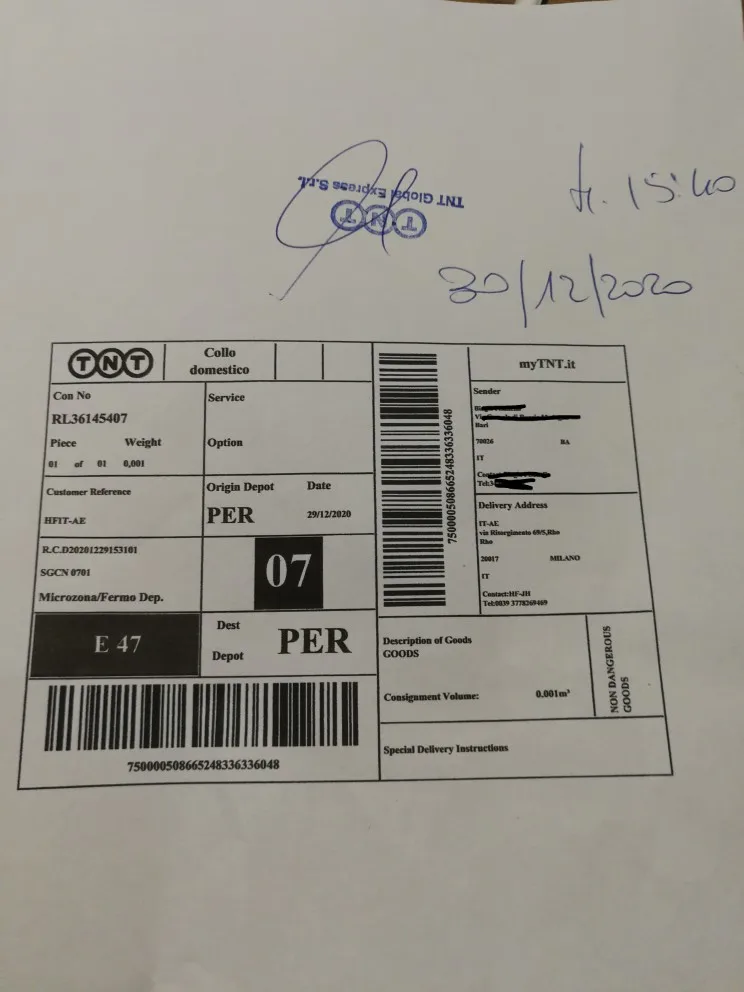 TNT Global Express S.r.l.
TNT
h. 15:40
30/12/2020
TNT
Collo
domestico
Con No
RL36145407
Piece Weight
01 of 01 0,001
Service
Option
Customer Reference
HFIT-AE
Origin Depot Date
PER 29/12/2020
R.C.D20201229153101
SGCN 0701
Microzona/Fermo Dep.
07
E 47
Dest
Depot
PER
750000508665248336336048
750000508665248336336048
myTNT.it
Sender
Bari
70026 BA
IT
Tel:3
Delivery Address
IT-AE
via Risorgimento 69/5,Rho
Rho
20017 MILANO
IT
Contact:HF-JH
Tel:0039 3778269469
Description of Goods
GOODS
Consignment Volume: 0.001m³
NON DANGEROUS
GOODS
Special Delivery Instructions